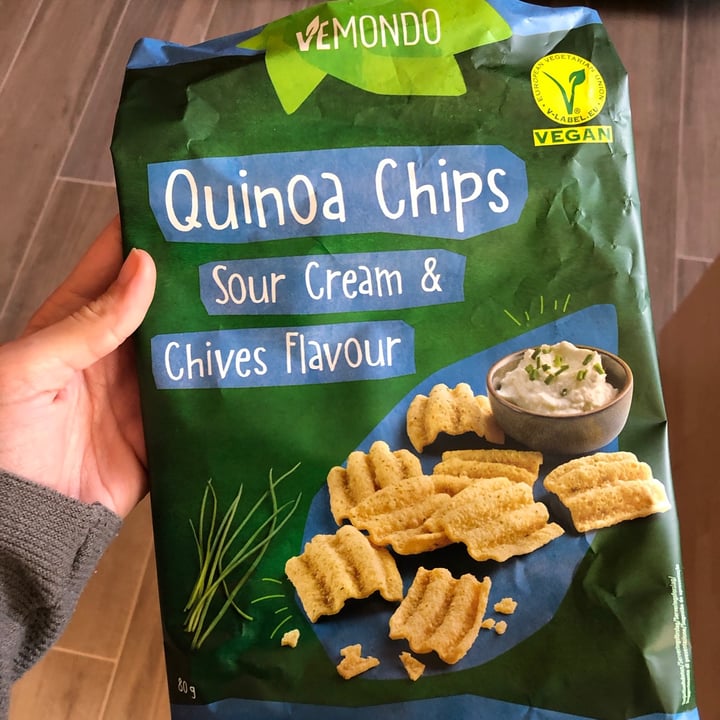 VEMONDO
EUROPEAN VEGETARIAN UNION
V-LABEL.EU
VEGAN
Quinoa Chips
Sour Cream &
Chives Flavour
80 g